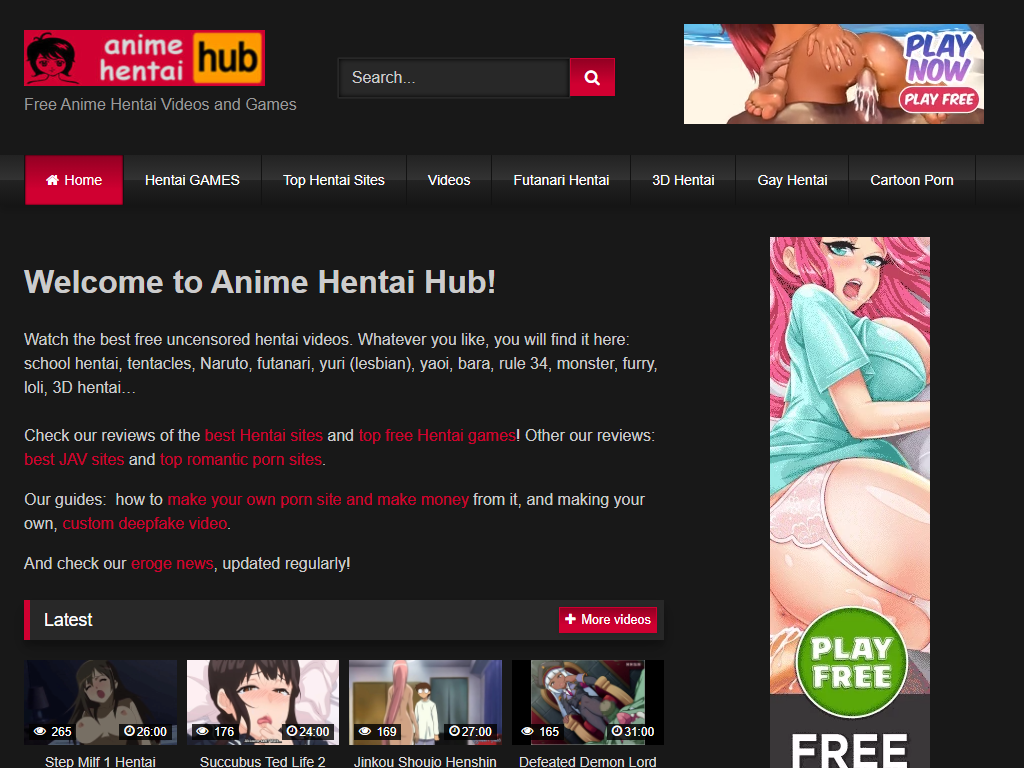 anime
hentai hub
Free Anime Hentai Videos and Games
Search...
PLAY
NOW
PLAY FREE
Home
Hentai GAMES
Top Hentai Sites
Videos
Futanari Hentai
3D Hentai
Gay Hentai
Cartoon Porn
Welcome to Anime Hentai Hub!
Watch the best free uncensored hentai videos. Whatever you like, you will find it here:
school hentai, tentacles, Naruto, futanari, yuri (lesbian), yaoi, bara, rule 34, monster, furry,
loli, 3D hentai…
Check our reviews of the best Hentai sites and top free Hentai games! Other our reviews:
best JAV sites and top romantic porn sites.
Our guides:  how to make your own porn site and make money from it, and making your
own, custom deepfake video.
And check our eroge news, updated regularly!
Latest
+ More videos
265
26:00
176
24:00
169
27:00
165
31:00
Step Milf 1 Hentai
Succubus Ted Life 2
Jinkou Shoujo Henshin
Defeated Demon Lord
PLAY
FREE
FREE